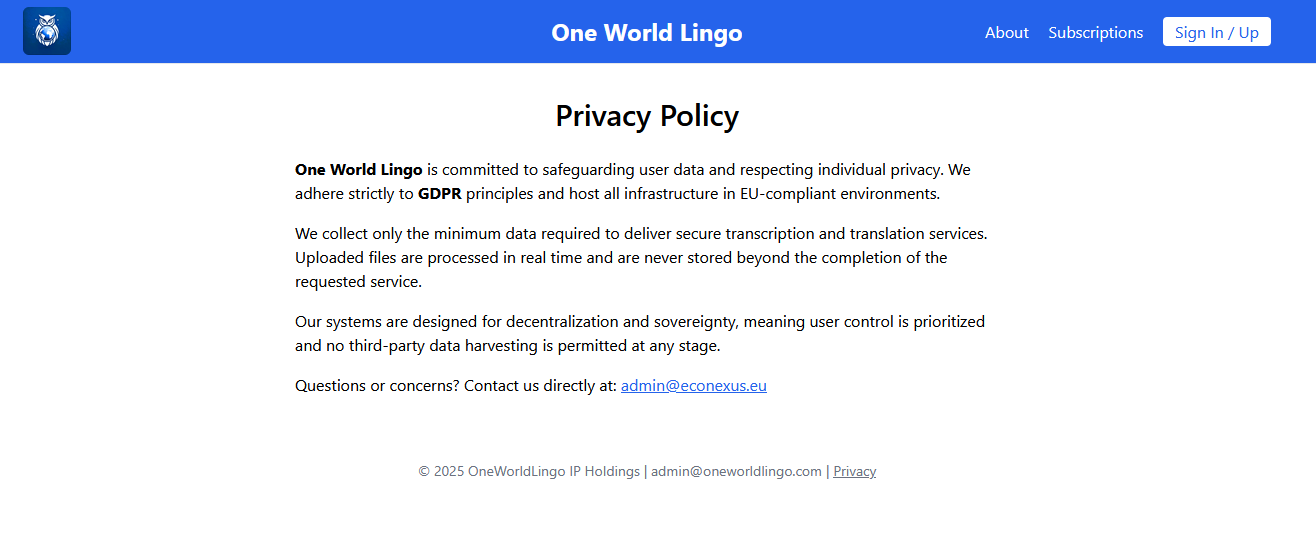 One World Lingo
About
Subscriptions
Sign In / Up
Privacy Policy
One World Lingo is committed to safeguarding user data and respecting individual privacy. We
adhere strictly to GDPR principles and host all infrastructure in EU-compliant environments.
We collect only the minimum data required to deliver secure transcription and translation services.
Uploaded files are processed in real time and are never stored beyond the completion of the
requested service.
Our systems are designed for decentralization and sovereignty, meaning user control is prioritized
and no third-party data harvesting is permitted at any stage.
Questions or concerns? Contact us directly at: admin@econexus.eu
© 2025 OneWorldLingo IP Holdings | admin@oneworldlingo.com | Privacy